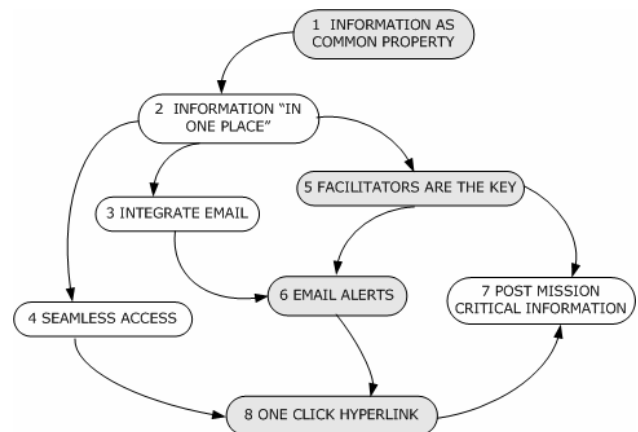 1 INFORMATION AS
COMMON PROPERTY
2 INFORMATION “IN
ONE PLACE”
5 FACILITATORS ARE THE KEY
3 INTEGRATE EMAIL
6 EMAIL ALERTS
7 POST MISSION
CRITICAL INFORMATION
4 SEAMLESS ACCESS
8 ONE CLICK HYPERLINK